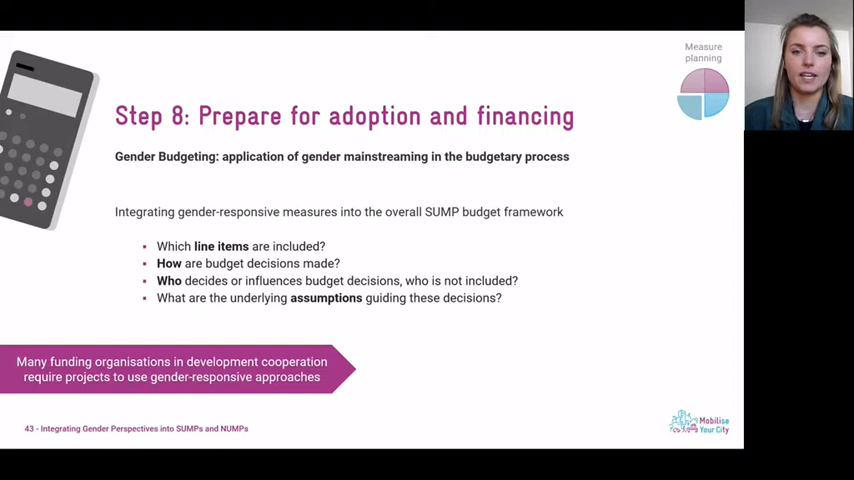 Measure
planning
Step 8: Prepare for adoption and financing
Gender Budgeting: application of gender mainstreaming in the budgetary process
Integrating gender-responsive measures into the overall SUMP budget framework
▪ Which line items are included?
▪ How are budget decisions made?
▪ Who decides or influences budget decisions, who is not included?
▪ What are the underlying assumptions guiding these decisions?
Many funding organisations in development cooperation
require projects to use gender-responsive approaches
43 - Integrating Gender Perspectives into SUMPs and NUMPs
Mobilise
Your City